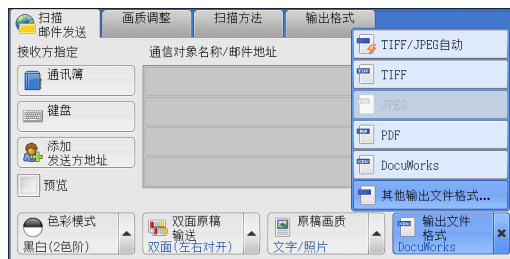 扫描
邮件发送
画质调整
扫描方法
输出格式
接收方指定
通信对象名称/邮件地址
通讯簿
键盘
添加
发送方地址
预览
TIFF/JPEG自动
TIFF
JPEG
PDF
DocuWorks
其他输出文件格式...
色彩模式
黑白(2色阶)
双面原稿
输送
双面(左右对开)
原稿画质
文字/照片
输出文件
格式
DocuWorks